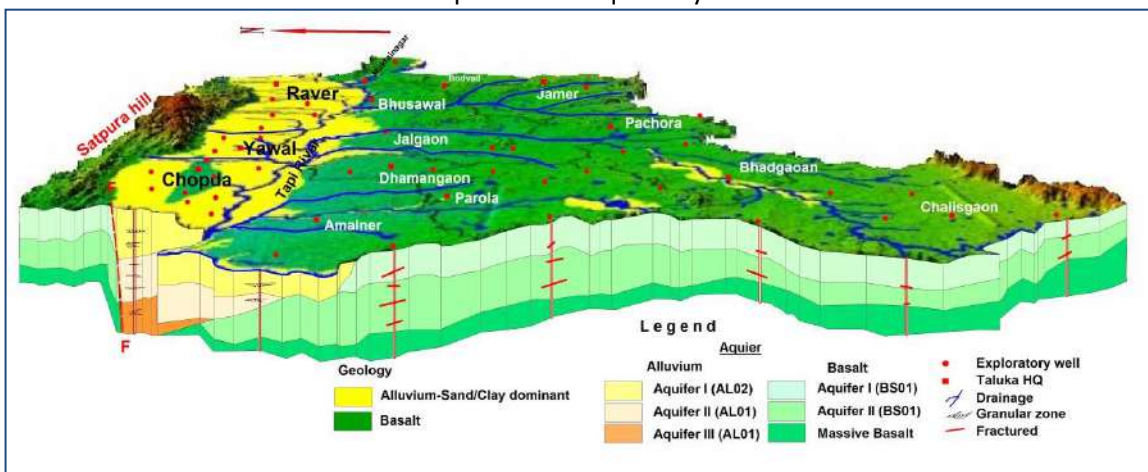 N
Satpura hill
Raver
Bodvad
Bhusawal
Jamer
Yawal
Tapi River
Jalgaon
Pachora
Chopda
Dhamangaon
Bhadgaoan
Parola
Amalner
Chalisgaon
F
F
Legend
Aquier
Geology
Alluvium
Basalt
Alluvium-Sand/Clay dominant
Basalt
Aquifer I (AL02)
Aquifer II (AL01)
Aquifer III (AL01)
Aquifer I (BS01)
Aquifer II (BS01)
Massive Basalt
Exploratory well
Taluka HQ
Drainage
Granular zone
Fractured